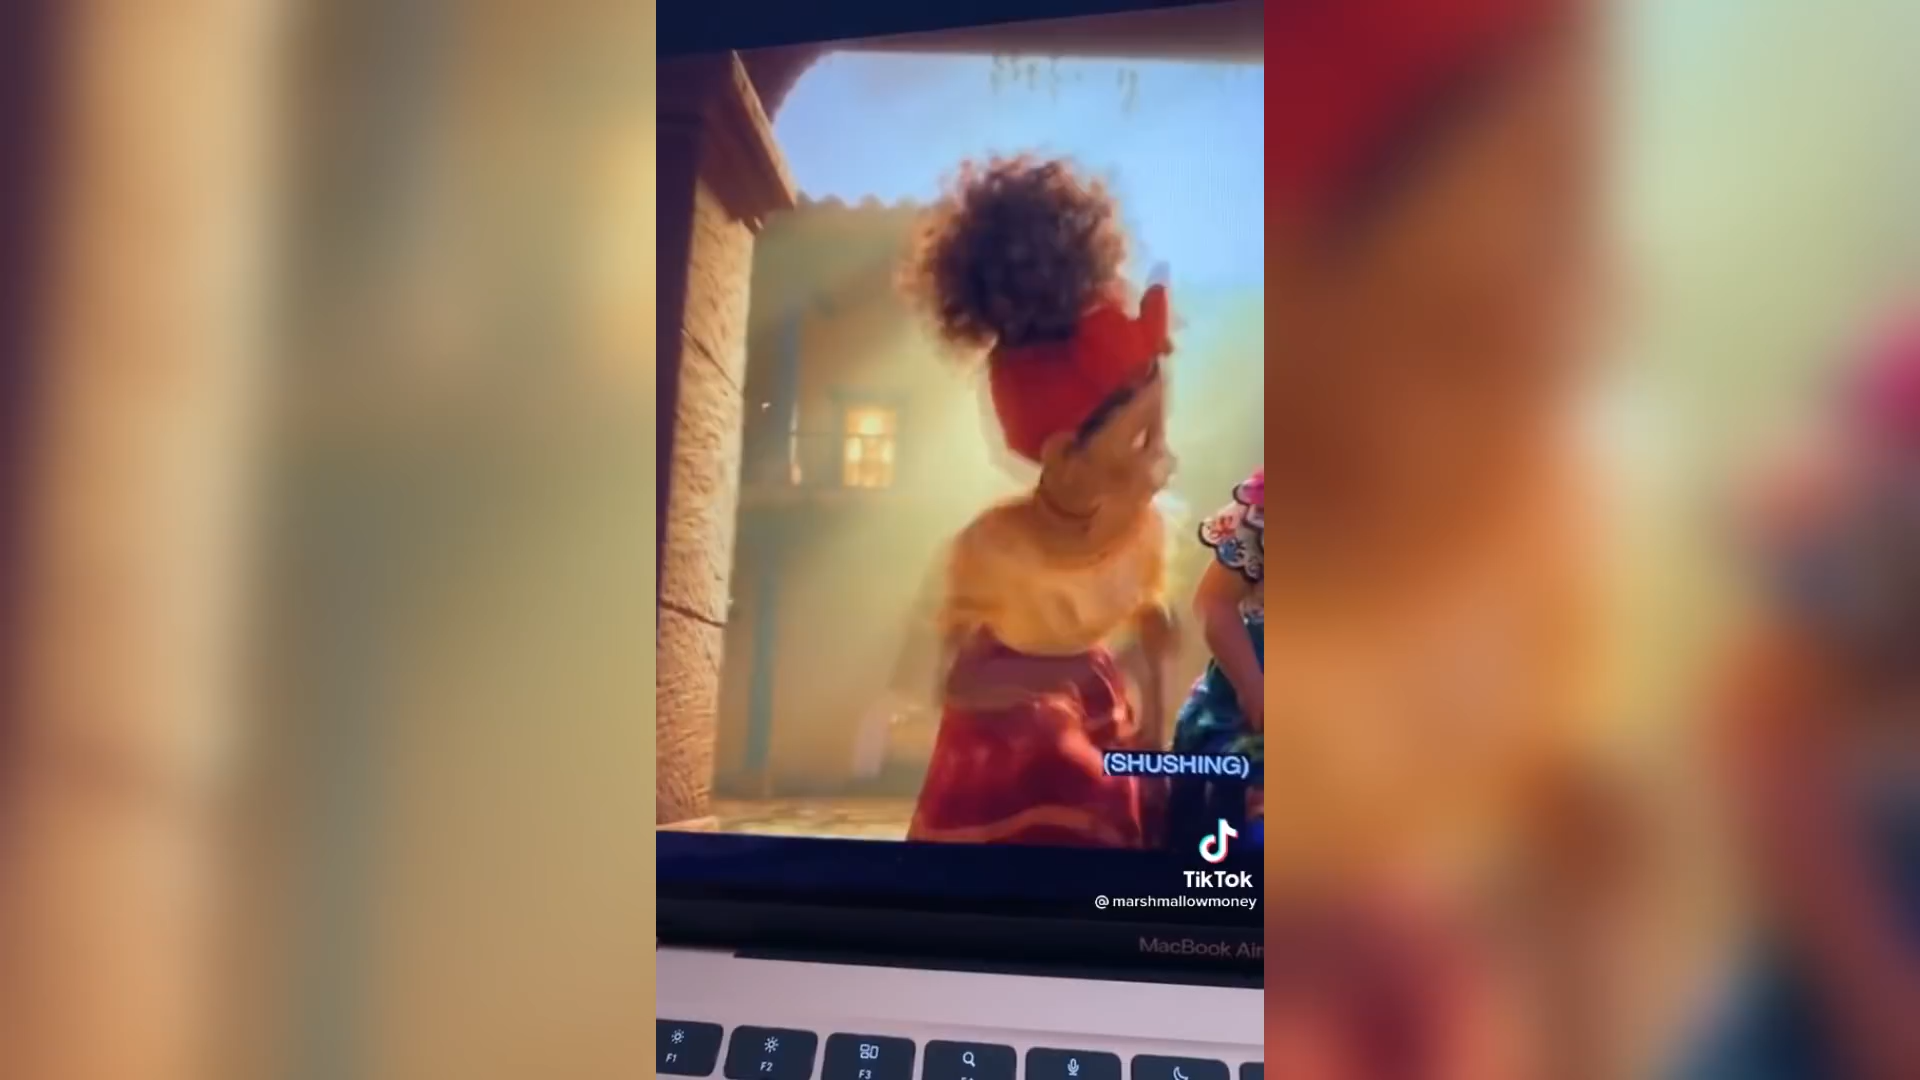 (SHUSHING)
TikTok
@marshmallowmoney
MacBook Air
F1
F2
F3